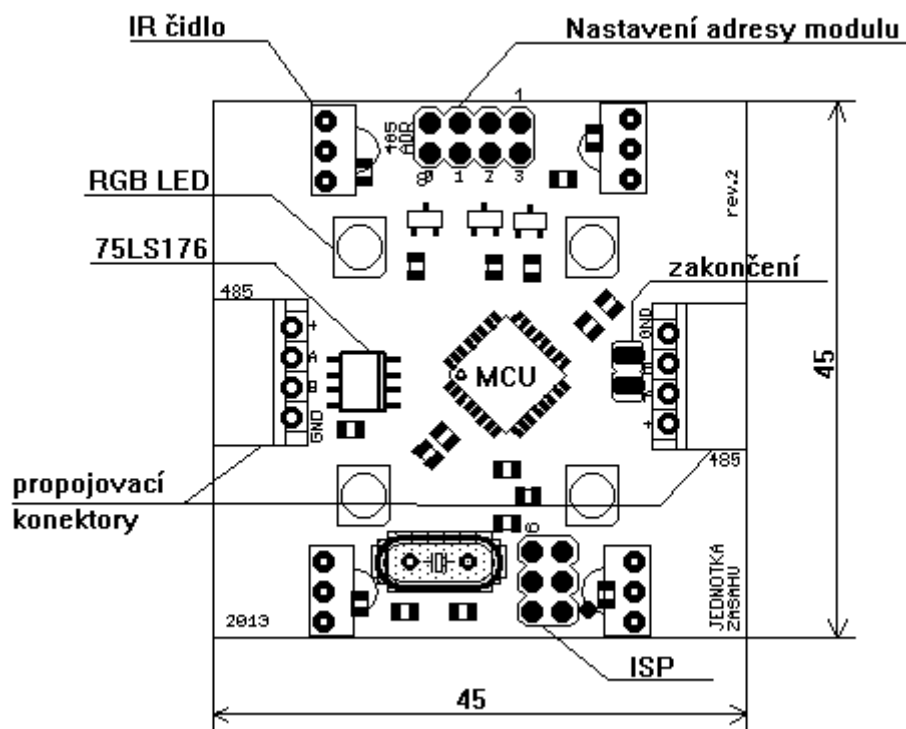 IR čidlo
Nastavení adresy modulu
1
485
ADR
8
0 1 2 3
rev.2
RGB LED
75LS176
zakončení
485
+
A
B
GND
MCU
GND
B
A
+
45
485
propojovací
konektory
6
2013
JEDNOTKA
ZASAHU
ISP
45